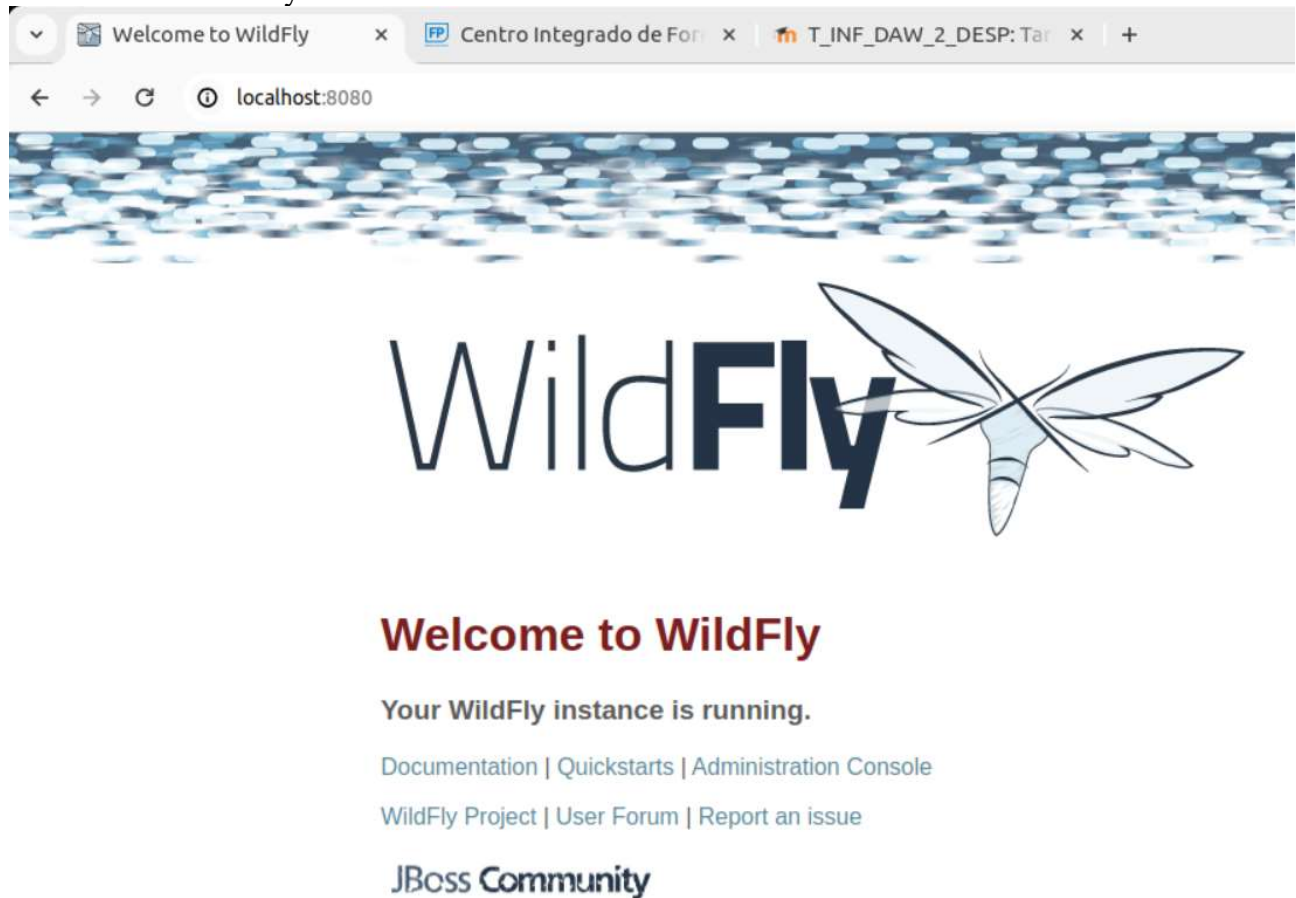 Welcome to WildFly
Centro Integrado de For
T_INF_DAW_2_DESP: Tar
localhost:8080
WildFly
Welcome to WildFly
Your WildFly instance is running.
Documentation | Quickstarts | Administration Console
WildFly Project | User Forum | Report an issue
JBoss Community